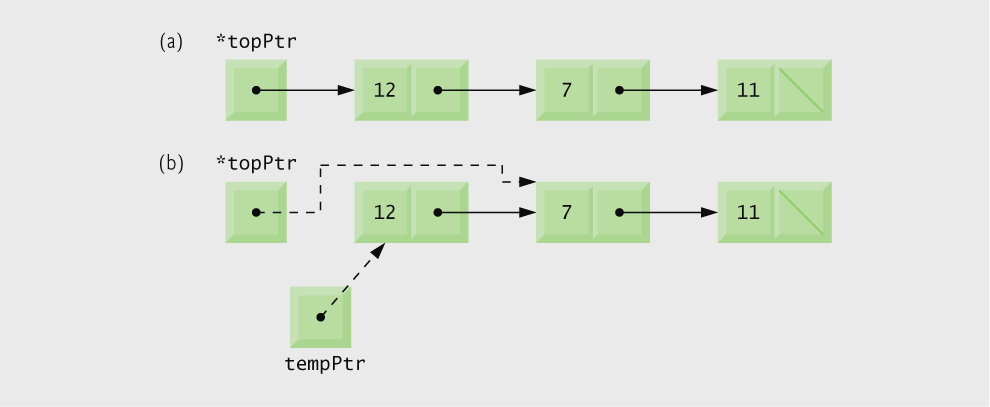 (a) *topPtr
12 7 11
(b) *topPtr
12 7 11
tempPtr